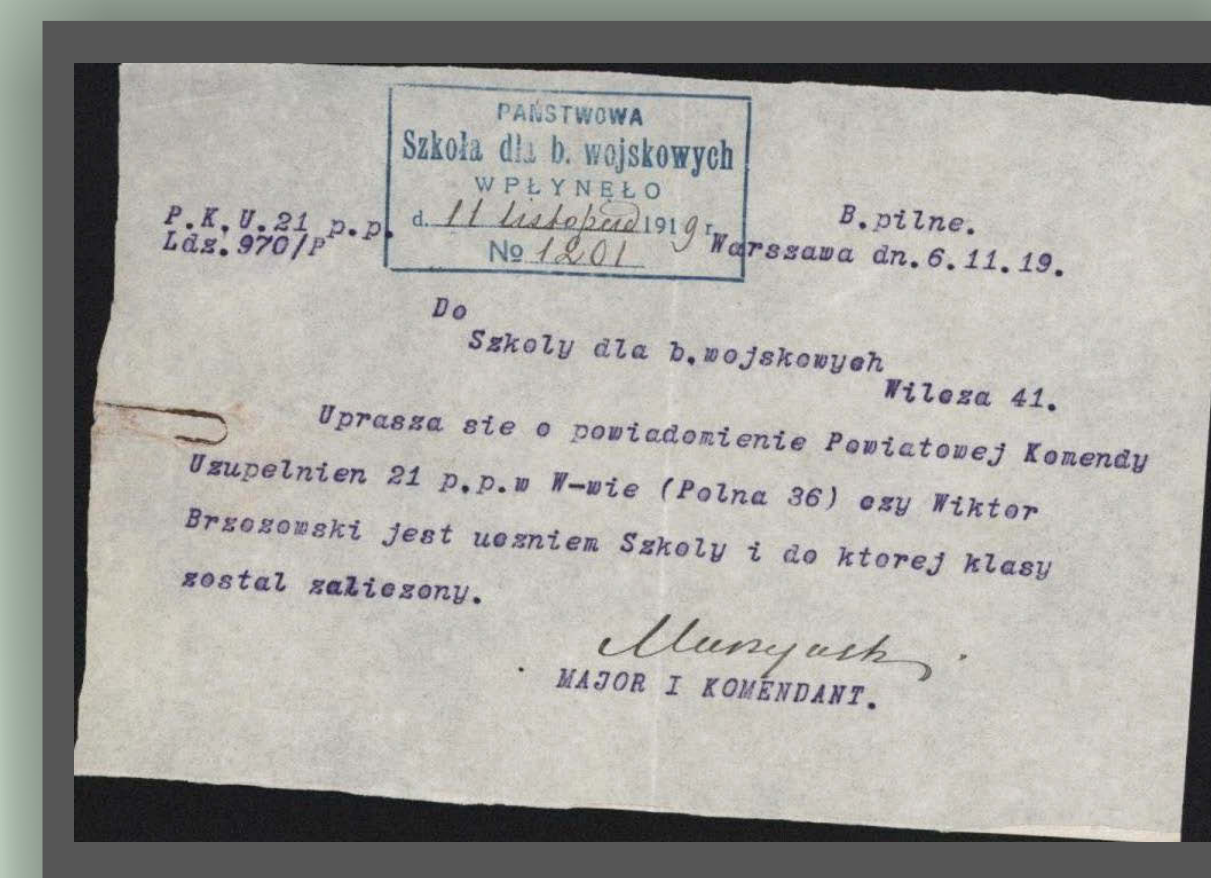 PAŃSTWOWA
Szkoła dla b. wojskowych
WPŁYNĘŁO
d. 11 listopad 1919 r.
№ 1201
P.K.U.21 p.p.
Ldz.970/P
B.pilne.
Warszawa dn.6.11.19.
Do
Szkoly dla b.wojskowych
Wilcza 41.
Uprasza sie o powiadomienie Powiatowej Komendy
Uzupelnien 21 p.p.w W-wie (Polna 36) czy Wiktor
Brzozowski jest uczniem Szkoly i do ktorej klasy
zostal zaliczony.
MAJOR I KOMENDANT.